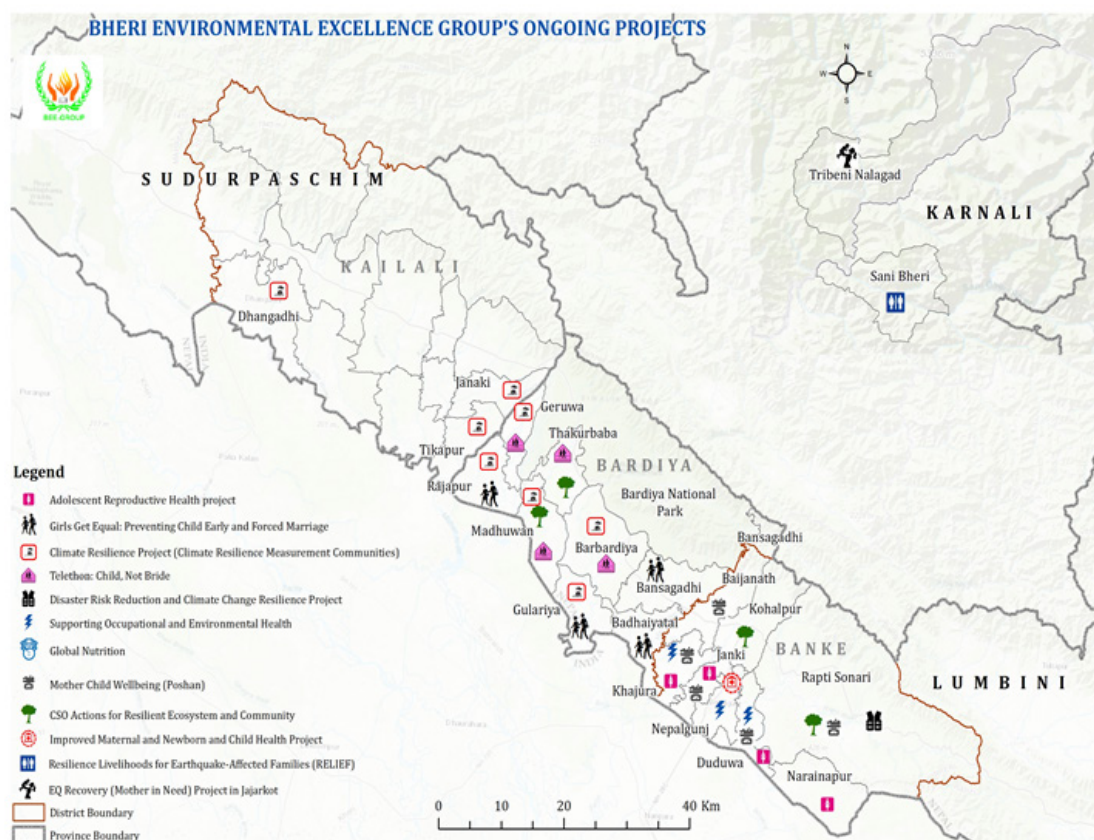 BHERI ENVIRONMENTAL EXCELLENCE GROUP'S ONGOING PROJECTS
BEE-GROUP
N
W
E
S
Tribeni Nalagad
KARNALI
Sani Bheri
SUDURPASCHIM
KAILALI
Dhangadhi
NEPAL
INDIA
Janaki
Geruwa
Tikapur
Thakurbaba
BARDIYA
Rajapur
Bardiya National
Park
Madhuwan
Barbardiya
Bansagadhi
Bansagadhi
Baijanath
Gulariya
Badhaiyatal
Kohalpur
INDIA
Janki
BANKE
Khajura
Rapti Sonari
LUMBINI
Nepalgunj
Duduwa
Narainapur
NEPAL
Legend
Adolescent Reproductive Health project
Girls Get Equal: Preventing Child Early and Forced Marriage
Climate Resilience Project (Climate Resilience Measurement Communities)
Telethon: Child, Not Bride
Disaster Risk Reduction and Climate Change Resilience Project
Supporting Occupational and Environmental Health
Global Nutrition
Mother Child Wellbeing (Poshan)
CSO Actions for Resilient Ecosystem and Community
Improved Maternal and Newborn and Child Health Project
Resilience Livelihoods for Earthquake-Affected Families (RELIEF)
EQ Recovery (Mother in Need) Project in Jajarkot
District Boundary
Province Boundary
0 10 20 40 Km